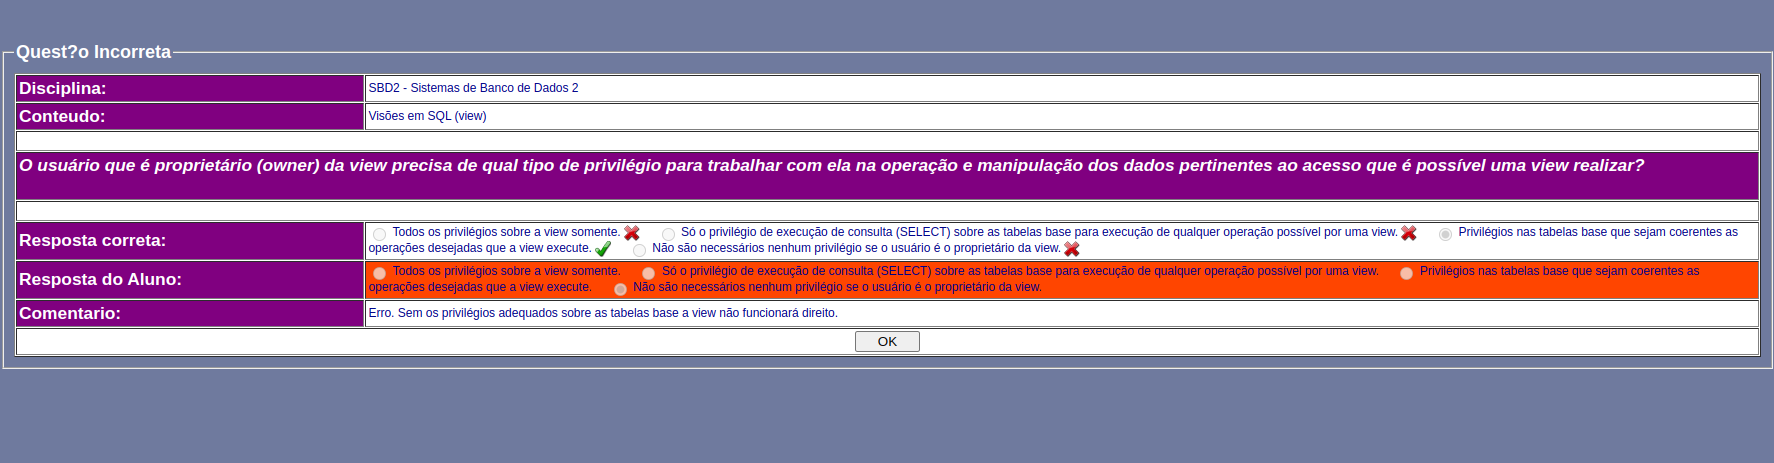 Quest?o Incorreta
Disciplina: SBD2 - Sistemas de Banco de Dados 2
Conteudo: Visões em SQL (view)
O usuário que é proprietário (owner) da view precisa de qual tipo de privilégio para trabalhar com ela na operação e manipulação dos dados pertinentes ao acesso que é possível uma view realizar?
Resposta correta:
Todos os privilégios sobre a view somente. Só o privilégio de execução de consulta (SELECT) sobre as tabelas base para execução de qualquer operação possível por uma view. Privilégios nas tabelas base que sejam coerentes as
operações desejadas que a view execute. Não são necessários nenhum privilégio se o usuário é o proprietário da view.
Resposta do Aluno:
Todos os privilégios sobre a view somente. Só o privilégio de execução de consulta (SELECT) sobre as tabelas base para execução de qualquer operação possível por uma view. Privilégios nas tabelas base que sejam coerentes as
operações desejadas que a view execute. Não são necessários nenhum privilégio se o usuário é o proprietário da view.
Comentario: Erro. Sem os privilégios adequados sobre as tabelas base a view não funcionará direito.
OK